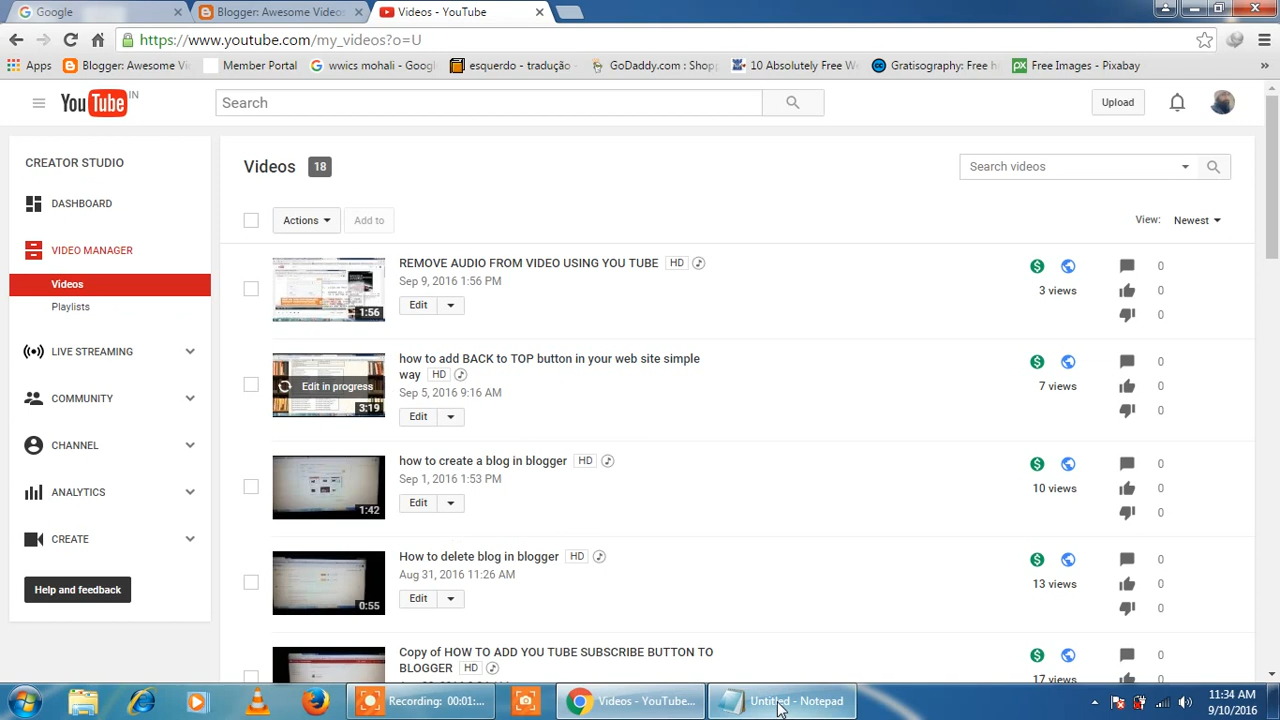 Google
Blogger: Awesome Videos
Videos - YouTube
https://www.youtube.com/my_videos?o=U
Apps
Blogger: Awesome Vi
Member Portal
wwics mohali - Googl
esquerdo - tradução
GoDaddy.com : Shopp
10 Absolutely Free W
Gratisography: Free h
Free Images - Pixabay
»
YouTube IN
Search
Upload
CREATOR STUDIO
DASHBOARD
VIDEO MANAGER
Videos
Playlists
LIVE STREAMING
COMMUNITY
CHANNEL
ANALYTICS
CREATE
Help and feedback
Videos 18
Search videos
Actions
Add to
View: Newest
REMOVE AUDIO FROM VIDEO USING YOU TUBE HD
Sep 9, 2016 1:56 PM
Edit
1:56
3 views
0
0
0
how to add BACK to TOP button in your web site simple
way HD
Sep 5, 2016 9:16 AM
Edit
Edit in progress
3:19
7 views
0
0
0
how to create a blog in blogger HD
Sep 1, 2016 1:53 PM
Edit
1:42
10 views
0
0
0
How to delete blog in blogger HD
Aug 31, 2016 11:26 AM
Edit
0:55
13 views
0
0
0
Copy of HOW TO ADD YOU TUBE SUBSCRIBE BUTTON TO
BLOGGER HD
17 views
0
0
Recording: 00:01:...
Videos - YouTube...
Untitled - Notepad
11:34 AM
9/10/2016